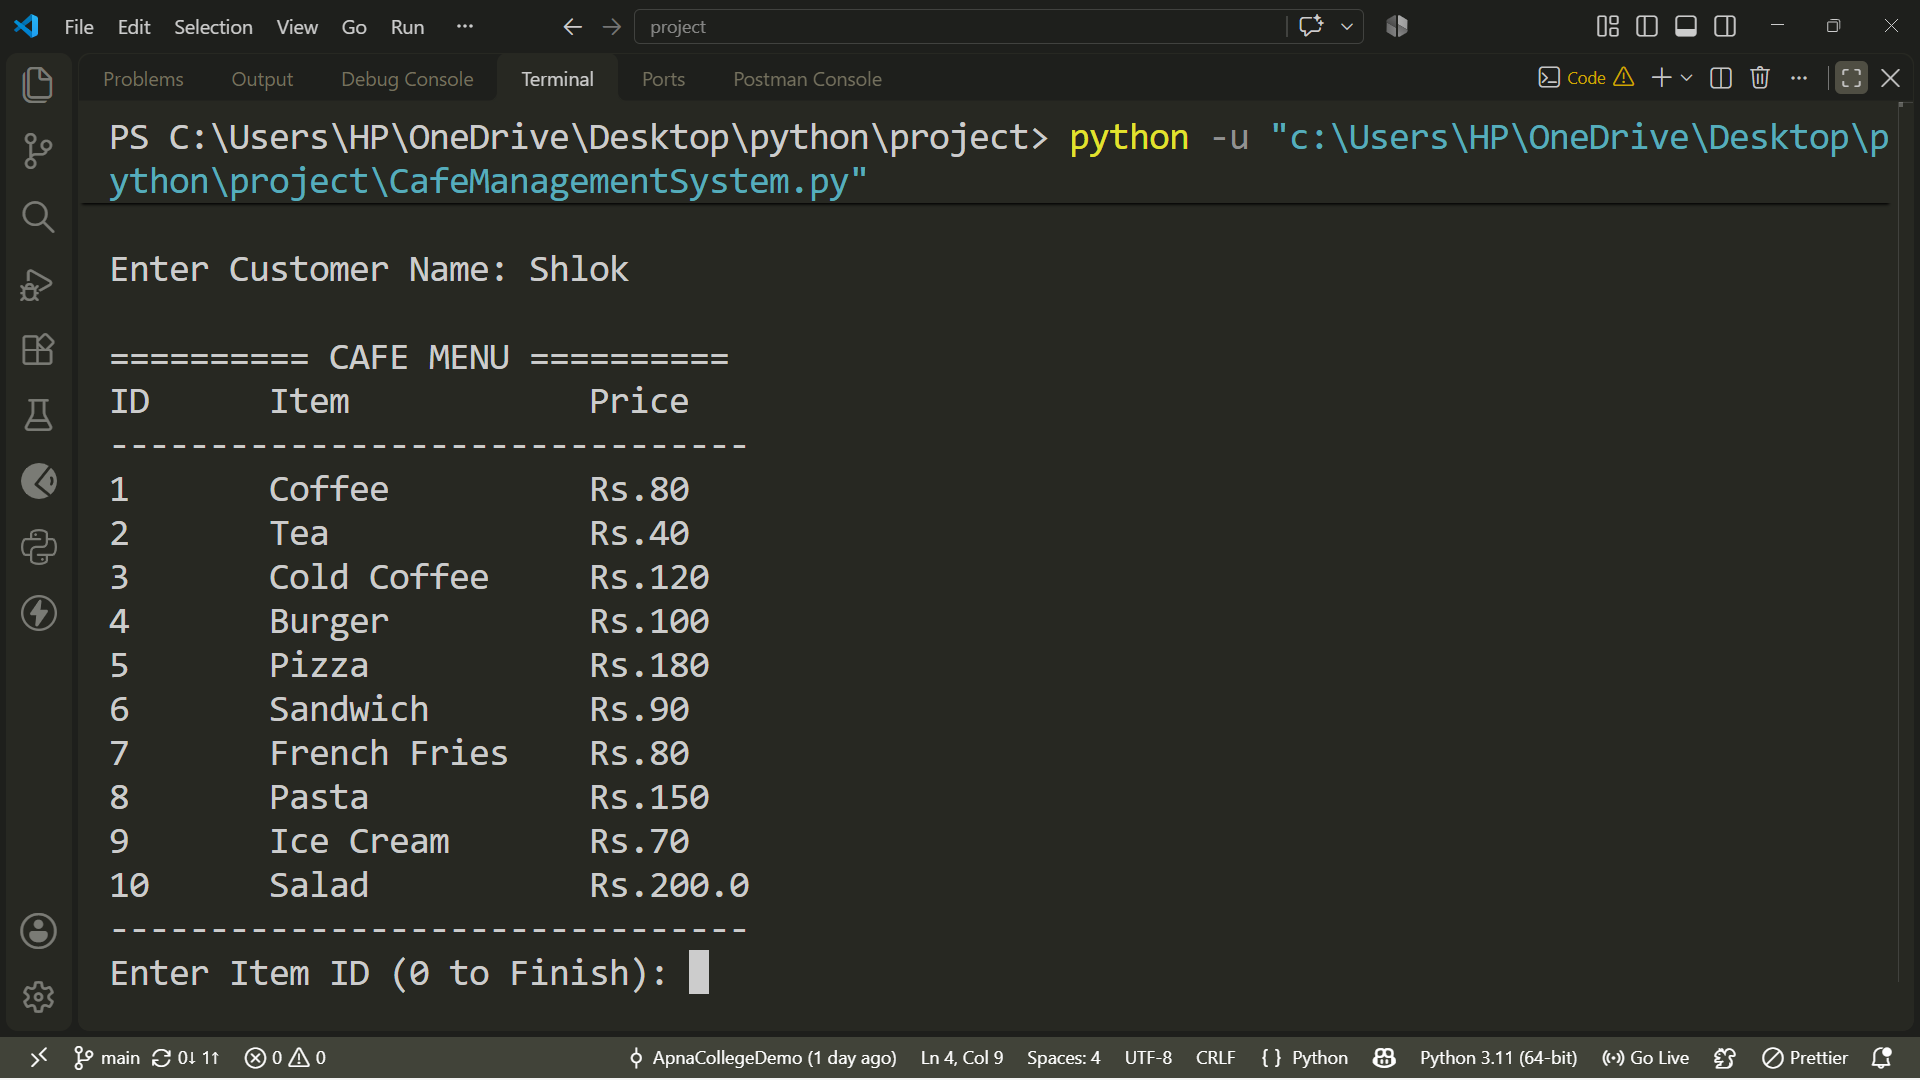 File Edit Selection View Go Run ··· project
Problems Output Debug Console Terminal Ports Postman Console Code
PS C:\Users\HP\OneDrive\Desktop\python\project> python -u "c:\Users\HP\OneDrive\Desktop\p
ython\project\CafeManagementSystem.py"
Enter Customer Name: Shlok
========== CAFE MENU ==========
ID Item Price
--------------------------------
1 Coffee Rs.80
2 Tea Rs.40
3 Cold Coffee Rs.120
4 Burger Rs.100
5 Pizza Rs.180
6 Sandwich Rs.90
7 French Fries Rs.80
8 Pasta Rs.150
9 Ice Cream Rs.70
10 Salad Rs.200.0
--------------------------------
Enter Item ID (0 to Finish):
main 0↓ 1↑ 0 0 ApnaCollegeDemo (1 day ago) Ln 4, Col 9 Spaces: 4 UTF-8 CRLF {} Python Python 3.11 (64-bit) Go Live Prettier